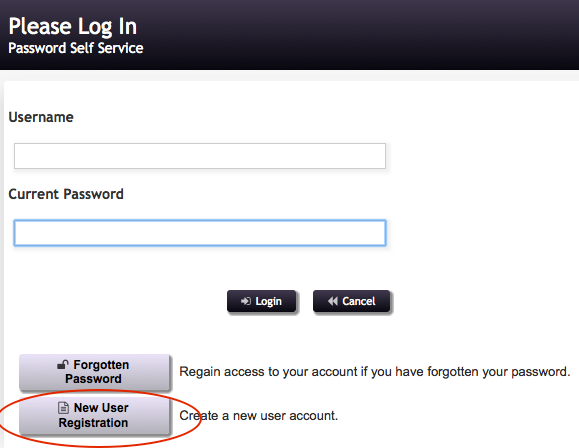 Please Log In
Password Self Service
Username
Current Password
Login Cancel
Forgotten
Password
Regain access to your account if you have forgotten your password.
New User
Registration
Create a new user account.